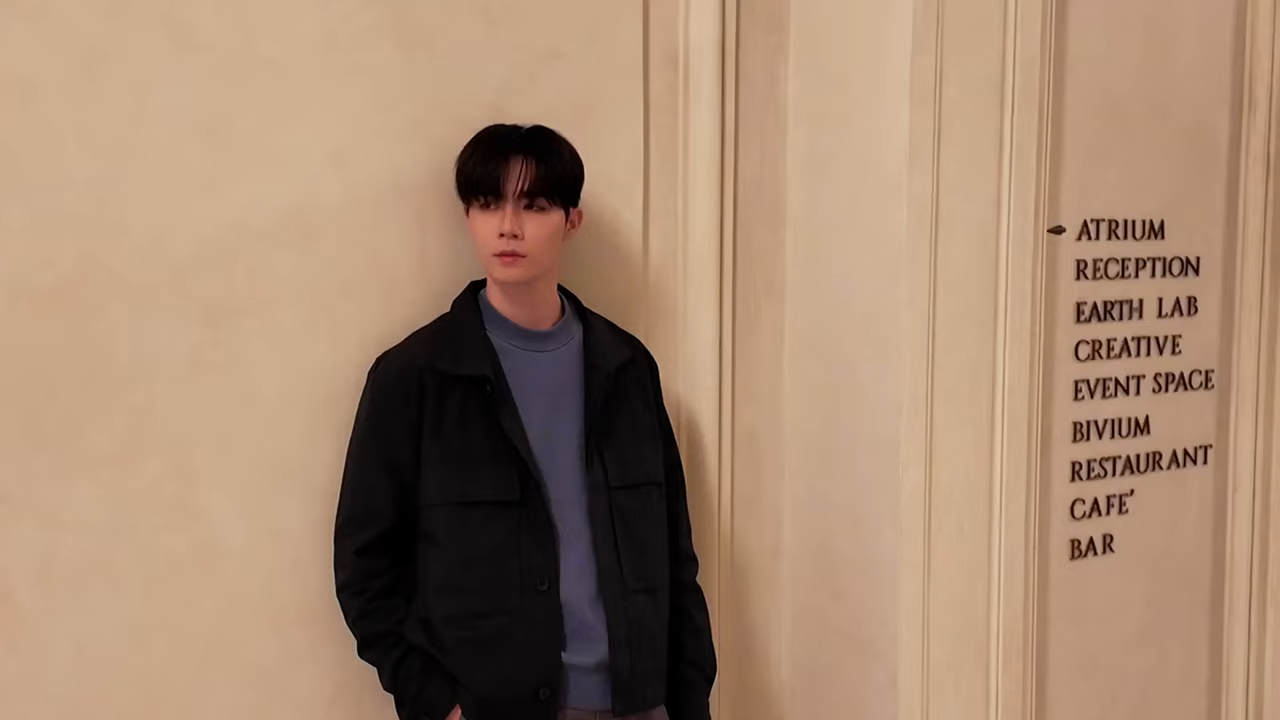 ATRIUM
RECEPTION
EARTH LAB
CREATIVE
EVENT SPACE
BIVIUM
RESTAURANT
CAFE'
BAR